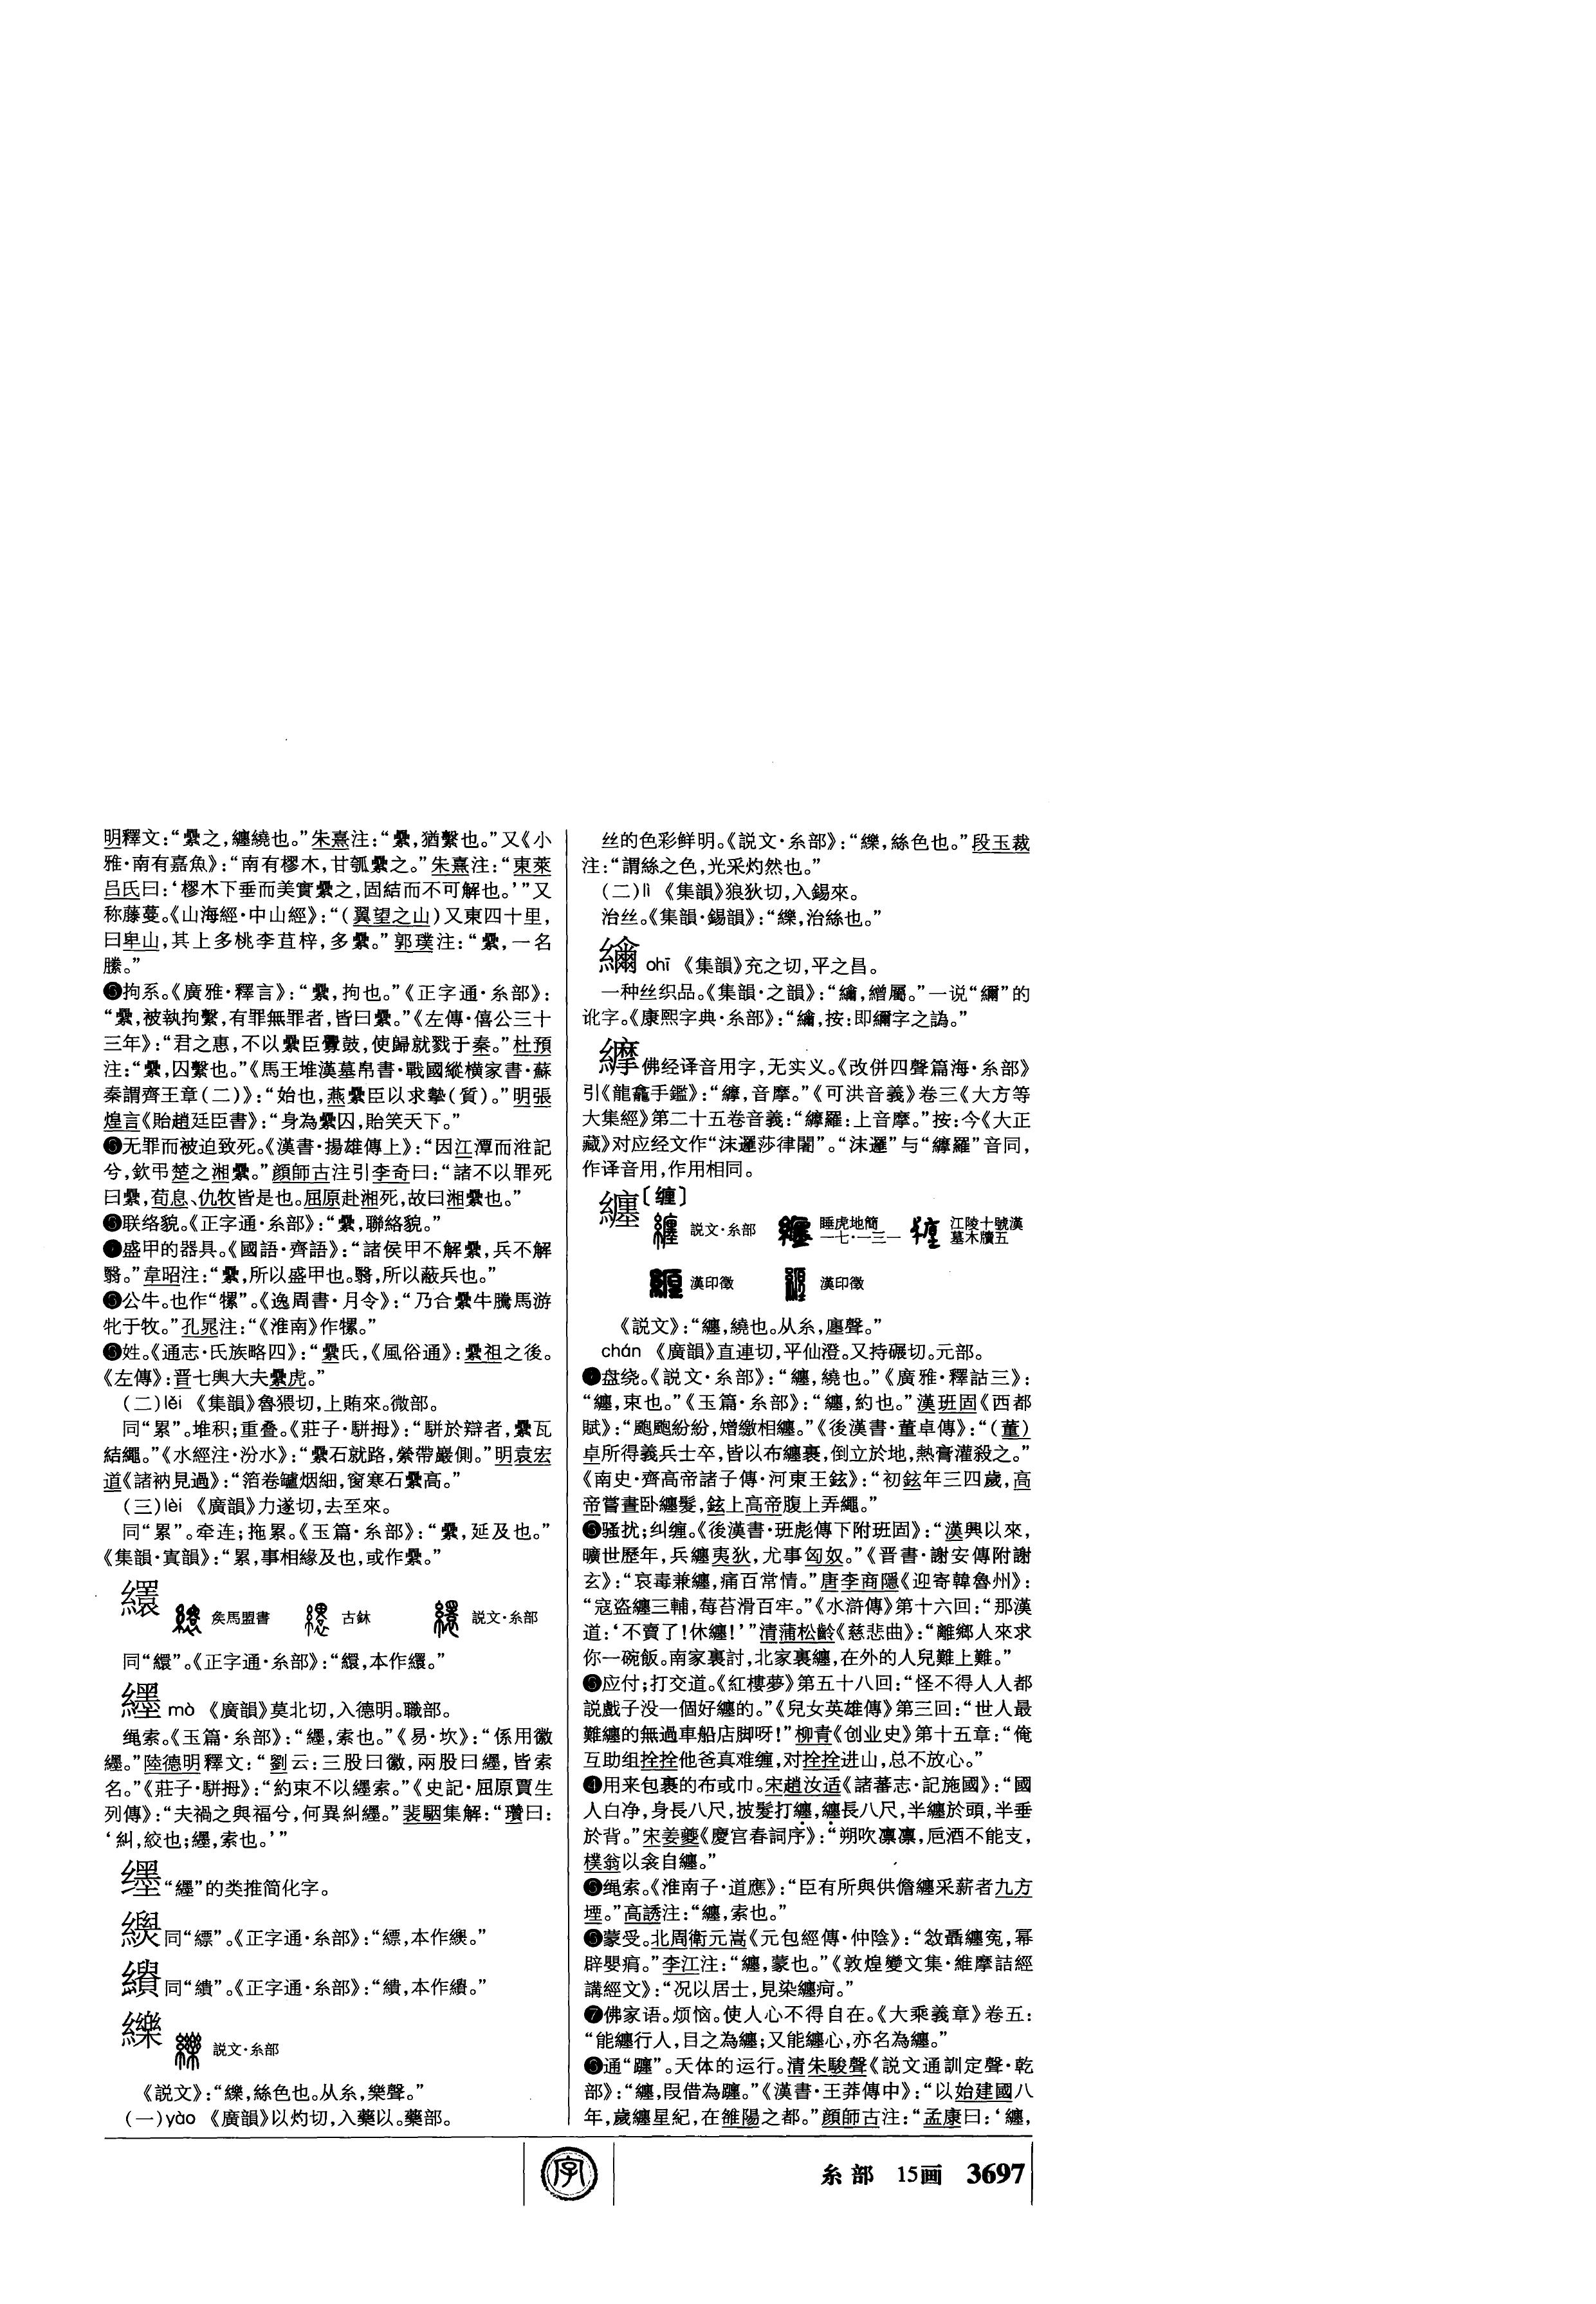 明釋文：“纍之，纏繞也。”朱熹注：“纍，猶繫也。”又《小
雅·南有嘉魚》：“南有樛木，甘瓠纍之。”朱熹注：“東萊
吕氏曰：‘樛木下垂而美實纍之，固結而不可解也。’”又
称藤蔓。《山海經·中山經》：“（翼望之山）又東四十里，
曰卑山，其上多桃李苴梓，多纍。”郭璞注：“纍，一名
縢。”
拘系。《廣雅·釋言》：“纍，拘也。”《正字通·糸部》：
“纍，被執拘繫，有罪無罪者，皆曰纍。”《左傳·僖公三十
三年》：“君之惠，不以纍臣釁鼓，使歸就戮于秦。”杜預
注：“纍，囚繫也。”《馬王堆漢墓帛書·戰國縱横家書·蘇
秦謂齊王章（二）》：“始也，燕纍臣以求摯（質）。”明張
煌言《貽趙廷臣書》：“身為纍囚，貽笑天下。”
无罪而被迫致死。《漢書·揚雄傳上》：“因江潭而淮記
兮，欽弔楚之湘纍。”顔師古注引李奇曰：“諸不以罪死
曰纍，荀息、仇牧皆是也。屈原赴湘死，故曰湘纍也。”
联络貌。《正字通·糸部》：“纍，聯絡貌。”
盛甲的器具。《國語·齊語》：“諸侯甲不解纍，兵不解
翳。”韋昭注：“纍，所以盛甲也。翳，所以蔽兵也。”
公牛。也作“犦”。《逸周書·月令》：“乃合纍牛騰馬游
牝于牧。”孔晁注：“《淮南》作犦。”
姓。《通志·氏族略四》：“纍氏，《風俗通》：纍祖之後。
《左傳》：晋七輿大夫纍虎。”
（二）lěi　《集韻》魯猥切，上賄來。微部。
同“累”。堆积；重叠。《莊子·駢拇》：“駢於辯者，纍瓦
結繩。”《水經注·汾水》：“纍石就路，縈帶巖側。”明袁宏
道《諸衲見過》：“箔卷罏烟細，窗寒石纍高。”
（三）lèi　《廣韻》力遂切，去至來。
同“累”。牵连；拖累。《玉篇·糸部》：“纍，延及也。”
《集韻·寘韻》：“累，事相緣及也，或作纍。”
侯馬盟書　古鉥　説文·糸部
同“繯”。《正字通·糸部》：“繯，本作。”
纆 mò　《廣韻》莫北切，入德明。職部。
绳索。《玉篇·糸部》：“纆，索也。”《易·坎》：“係用徽
纆。”陸德明釋文：“劉云：三股曰徽，兩股曰纆，皆索
名。”《莊子·駢拇》：“約束不以纆索。”《史記·屈原賈生
列傳》：“夫禍之與福兮，何異糾纆。”裴駰集解：“瓚曰：
‘糾，絞也；纆，索也。’”
“纆”的类推简化字。
同“縹”。《正字通·糸部》：“縹，本作。”
同“繢”。《正字通·糸部》：“繢，本作。”
纅
説文·糸部
《説文》：“纅，絲色也。从糸，樂聲。”
（一）yào　《廣韻》以灼切，入藥以。藥部。
丝的色彩鲜明。《説文·糸部》：“纅，絲色也。”段玉裁
注：“謂絲之色，光采灼然也。”
（二）lì　《集韻》狼狄切，入錫來。
治丝。《集韻·錫韻》：“纅，治絲也。”
ohī　《集韻》充之切，平之昌。
一种丝织品。《集韻·之韻》：“，繒屬。”一说“”的
讹字。《康熙字典·糸部》：“，按：即字之譌。”
佛经译音用字，无实义。《改併四聲篇海·糸部》
引《龍龕手鑑》：“，音摩。”《可洪音義》卷三《大方等
大集經》第二十五卷音義：“羅：上音摩。”按：今《大正
藏》对应经文作“沫邏莎律闍”。“沫邏”与“羅”音同，
作译音用，作用相同。
纏〔缠〕
説文·糸部　睡虎地簡一七·一三一　江陵十號漢墓木牘五
漢印徵　漢印徵
《説文》：“纏，繞也。从糸，廛聲。”
chán　《廣韻》直連切，平仙澄。又持碾切。元部。
盘绕。《説文·糸部》：“纏，繞也。”《廣雅·釋詁三》：
“纏，束也。”《玉篇·糸部》：“纏，約也。”漢班固《西都
賦》：“颮颮紛紛，矰繳相纏。”《後漢書·董卓傳》：“（董）
卓所得義兵士卒，皆以布纏裹，倒立於地，熱膏灌殺之。”
《南史·齊高帝諸子傳·河東王鉉》：“初鉉年三四歲，高
帝嘗晝卧纏髮，鉉上高帝腹上弄繩。”
骚扰；纠缠。《後漢書·班彪傳下附班固》：“漢興以來，
曠世歷年，兵纏夷狄，尤事匈奴。”《晋書·謝安傳附謝
玄》：“哀毒兼纏，痛百常情。”唐李商隱《迎寄韓魯州》：
“寇盗纏三輔，莓苔滑百牢。”《水滸傳》第十六回：“那漢
道：‘不賣了！休纏！’”清蒲松齡《慈悲曲》：“離鄉人來求
你一碗飯。南家裏討，北家裏纏，在外的人兒難上難。”
应付；打交道。《紅樓夢》第五十八回：“怪不得人人都
説戲子没一個好纏的。”《兒女英雄傳》第三回：“世人最
難纏的無過車船店脚呀！”柳青《创业史》第十五章：“俺
互助组拴拴他爸真难缠，对拴拴进山，总不放心。”
❹用来包裹的布或巾。宋趙汝适《諸蕃志·記施國》：“國
人白净，身長八尺，披髮打纏，纏長八尺，半纏於頭，半垂
於背。”宋姜夔《慶宫春詞序》：“朔吹凛凛，卮酒不能支，
樸翁以衾自纏。”
绳索。《淮南子·道應》：“臣有所與供儋纏采薪者九方
堙。”高誘注：“纏，索也。”
蒙受。北周衛元嵩《元包經傳·仲陰》：“敜聶纏寃，幂
辟嬰痟。”李江注：“纏，蒙也。”《敦煌變文集·維摩詰經
講經文》：“况以居士，見染纏疴。”
❼佛家语。烦恼。使人心不得自在。《大乘義章》卷五：
“能纏行人，目之為纏；又能纏心，亦名為纏。”
通“躔”。天体的运行。清朱駿聲《説文通訓定聲·乾
部》：“纏，叚借為躔。”《漢書·王莽傳中》：“以始建國八
年，歲纏星紀，在雒陽之都。”顔師古注：“孟康曰：‘纏，
字
糸部　15画　3697